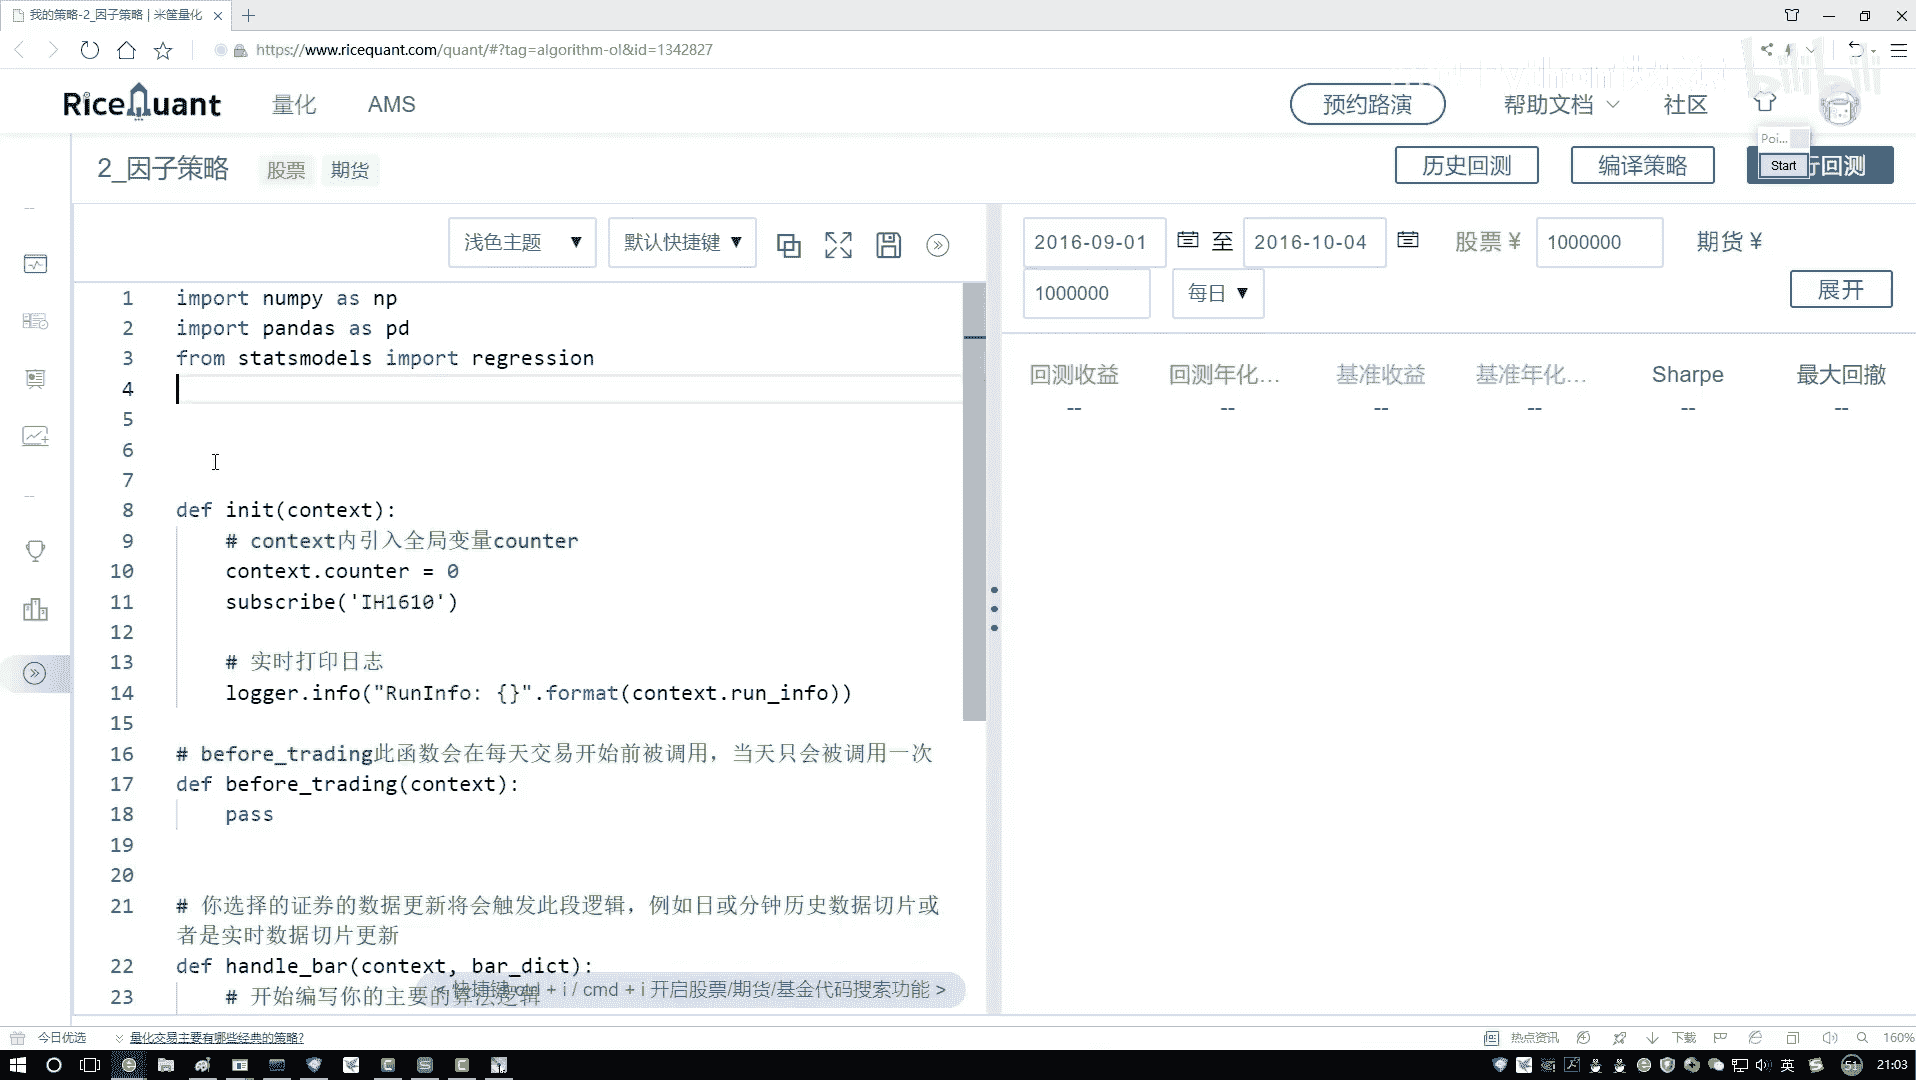 我的策略-2_因子策略 | 米筐量化
https://www.ricequant.com/quant/#?tag=algorithm-ol&id=1342827
RiceQuant 量化 AMS 预约路演 帮助文档 社区
2_因子策略 股票 期货 历史回测 编译策略 行回测
Poi...
Start
浅色主题 ▼ 默认快捷键 ▼
2016-09-01 至 2016-10-04 股票 ¥ 1000000 期货 ¥
1000000 每日 ▼ 展开
回测收益 回测年化... 基准收益 基准年化... Sharpe 最大回撤
-- -- -- -- -- --
1 import numpy as np
2 import pandas as pd
3 from statsmodels import regression
4
5
6
7
8 def init(context):
9 # context内引入全局变量counter
10 context.counter = 0
11 subscribe('IH1610')
12
13 # 实时打印日志
14 logger.info("RunInfo: {}".format(context.run_info))
15
16 # before_trading此函数会在每天交易开始前被调用，当天只会被调用一次
17 def before_trading(context):
18 pass
19
20
21 # 你选择的证券的数据更新将会触发此段逻辑，例如日或分钟历史数据切片或
者是实时数据切片更新
22 def handle_bar(context, bar_dict):
23 # 开始编写你的主要的算法逻辑
< 快捷键 ctrl + i / cmd + i 开启股票/期货/基金代码搜索功能 >
今日优选 量化交易主要有哪些经典的策略? 热点资讯 下载 160%
英 51 21:03
bilibili